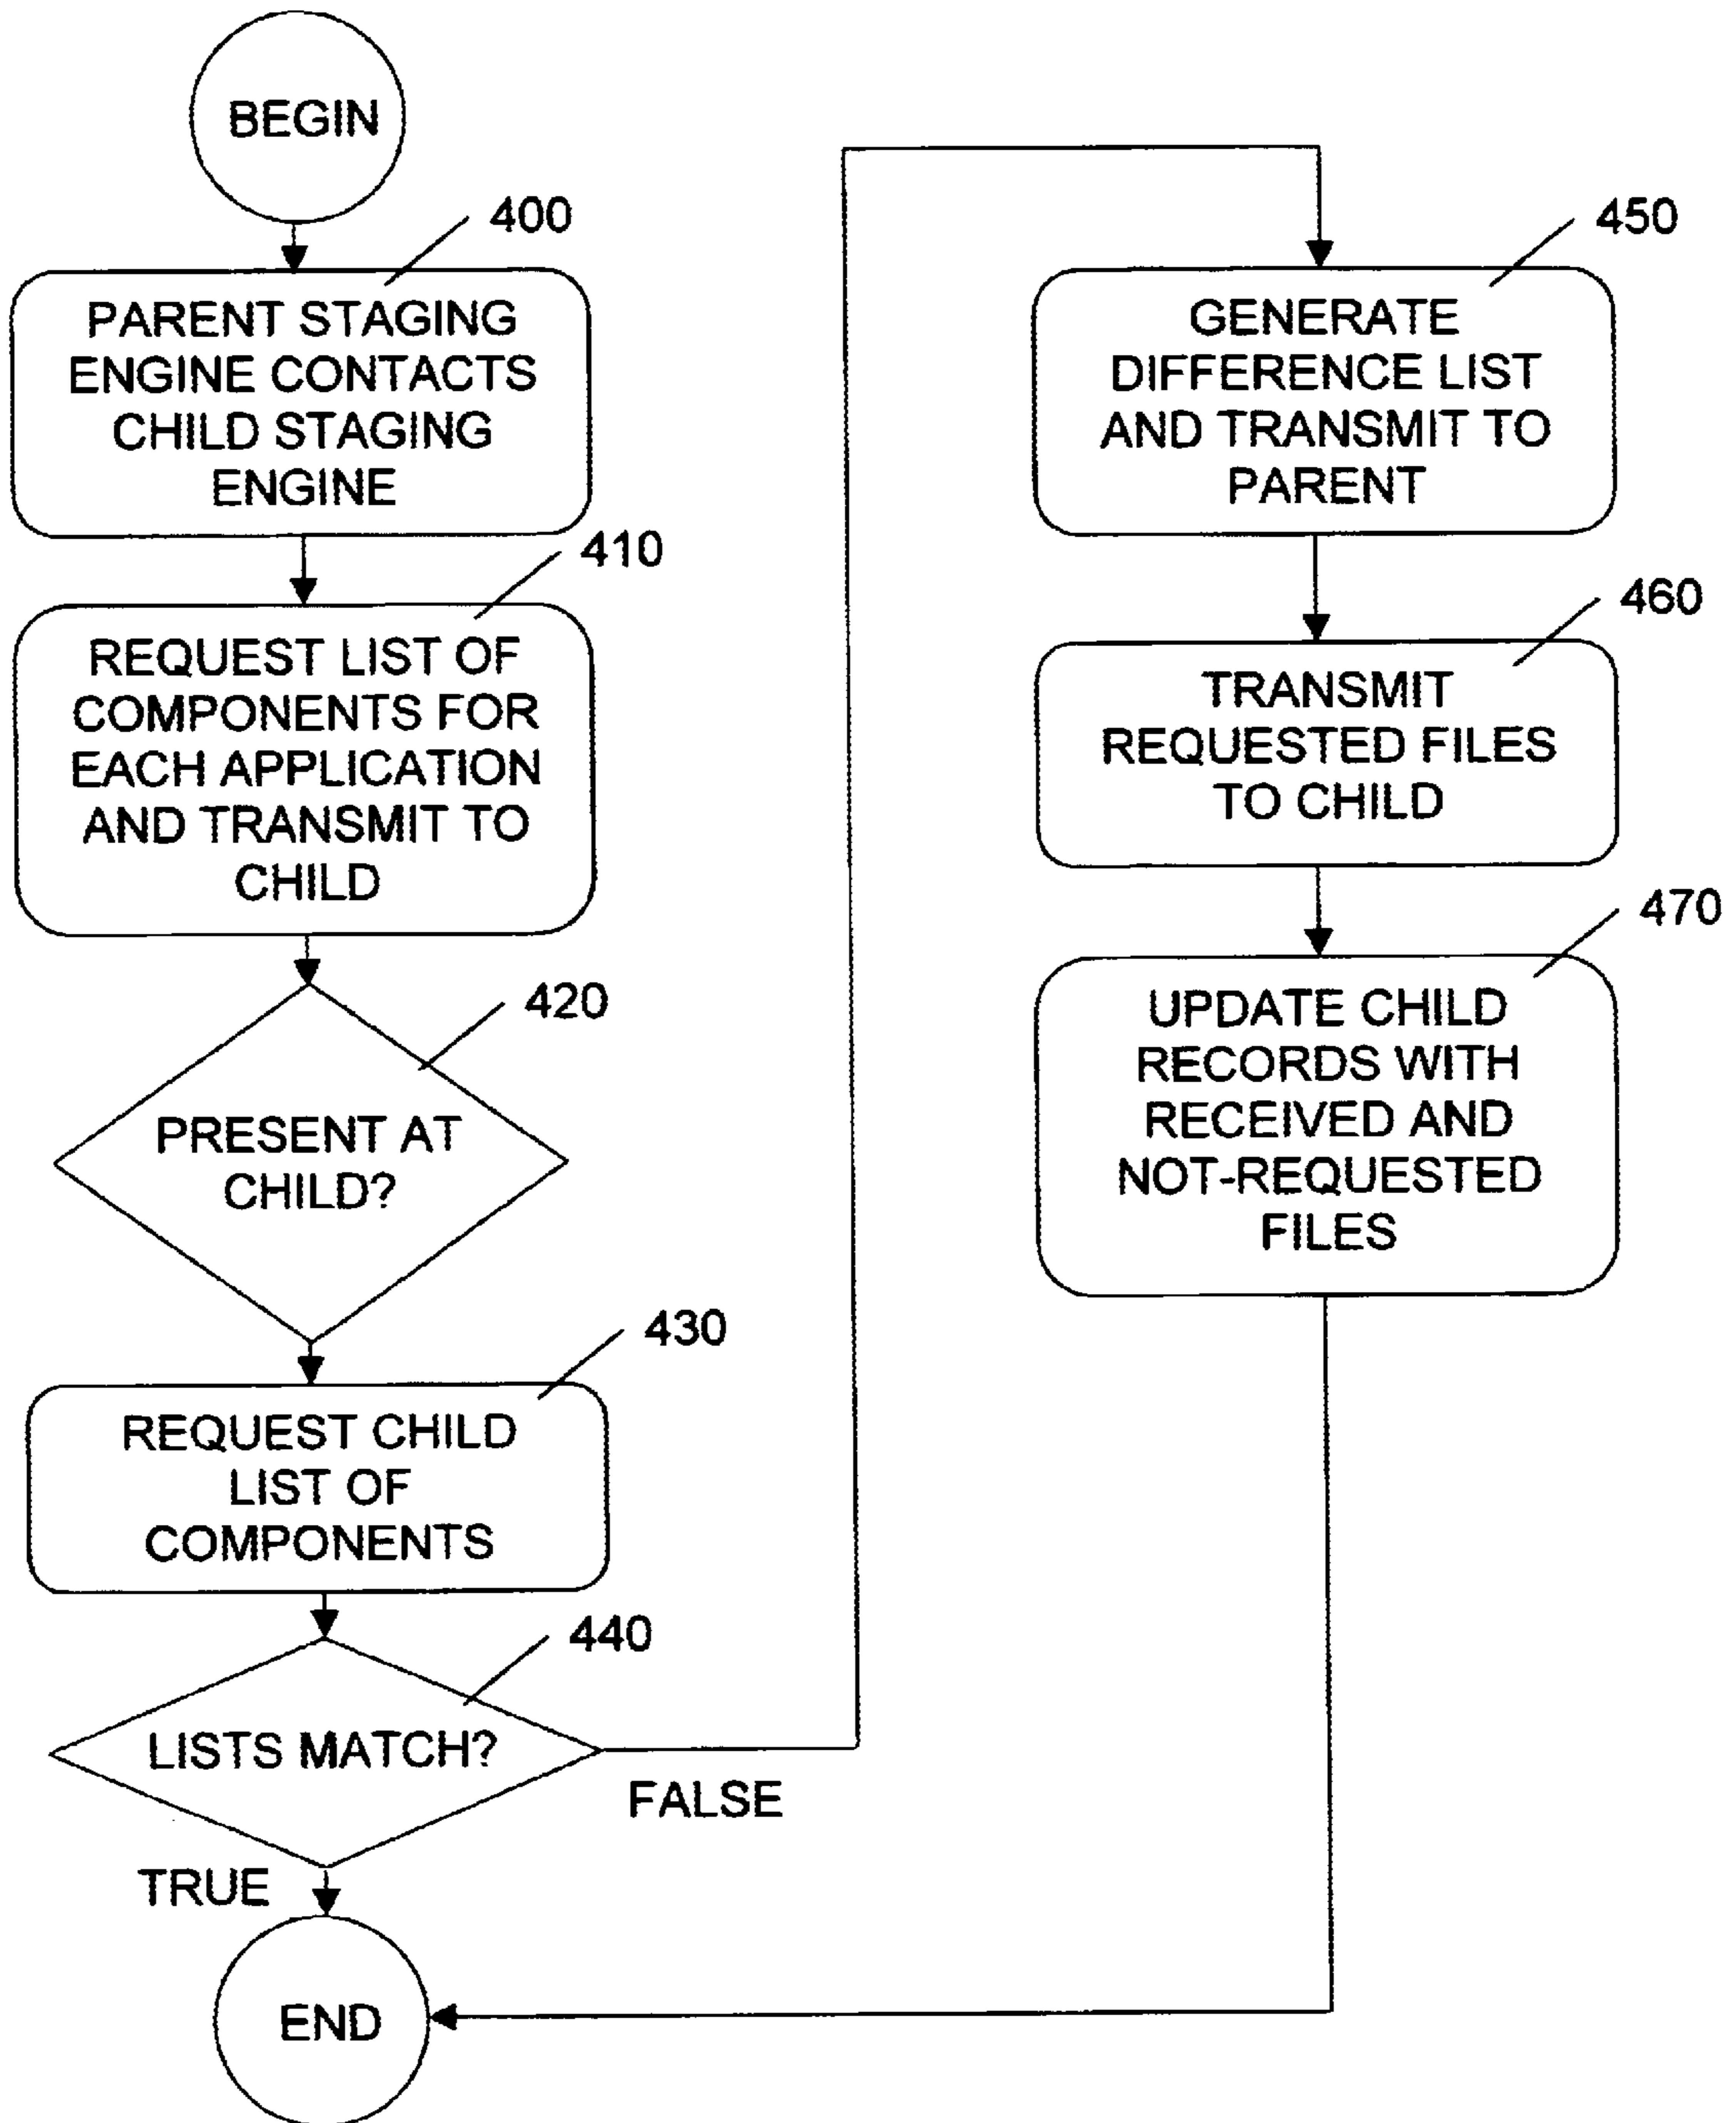 BEGIN
400
PARENT STAGING
ENGINE CONTACTS
CHILD STAGING
ENGINE
410
REQUEST LIST OF
COMPONENTS FOR
EACH APPLICATION
AND TRANSMIT TO
CHILD
420
PRESENT AT
CHILD?
430
REQUEST CHILD
LIST OF
COMPONENTS
440
LISTS MATCH?
FALSE
TRUE
END
450
GENERATE
DIFFERENCE LIST
AND TRANSMIT TO
PARENT
460
TRANSMIT
REQUESTED FILES
TO CHILD
470
UPDATE CHILD
RECORDS WITH
RECEIVED AND
NOT-REQUESTED
FILES